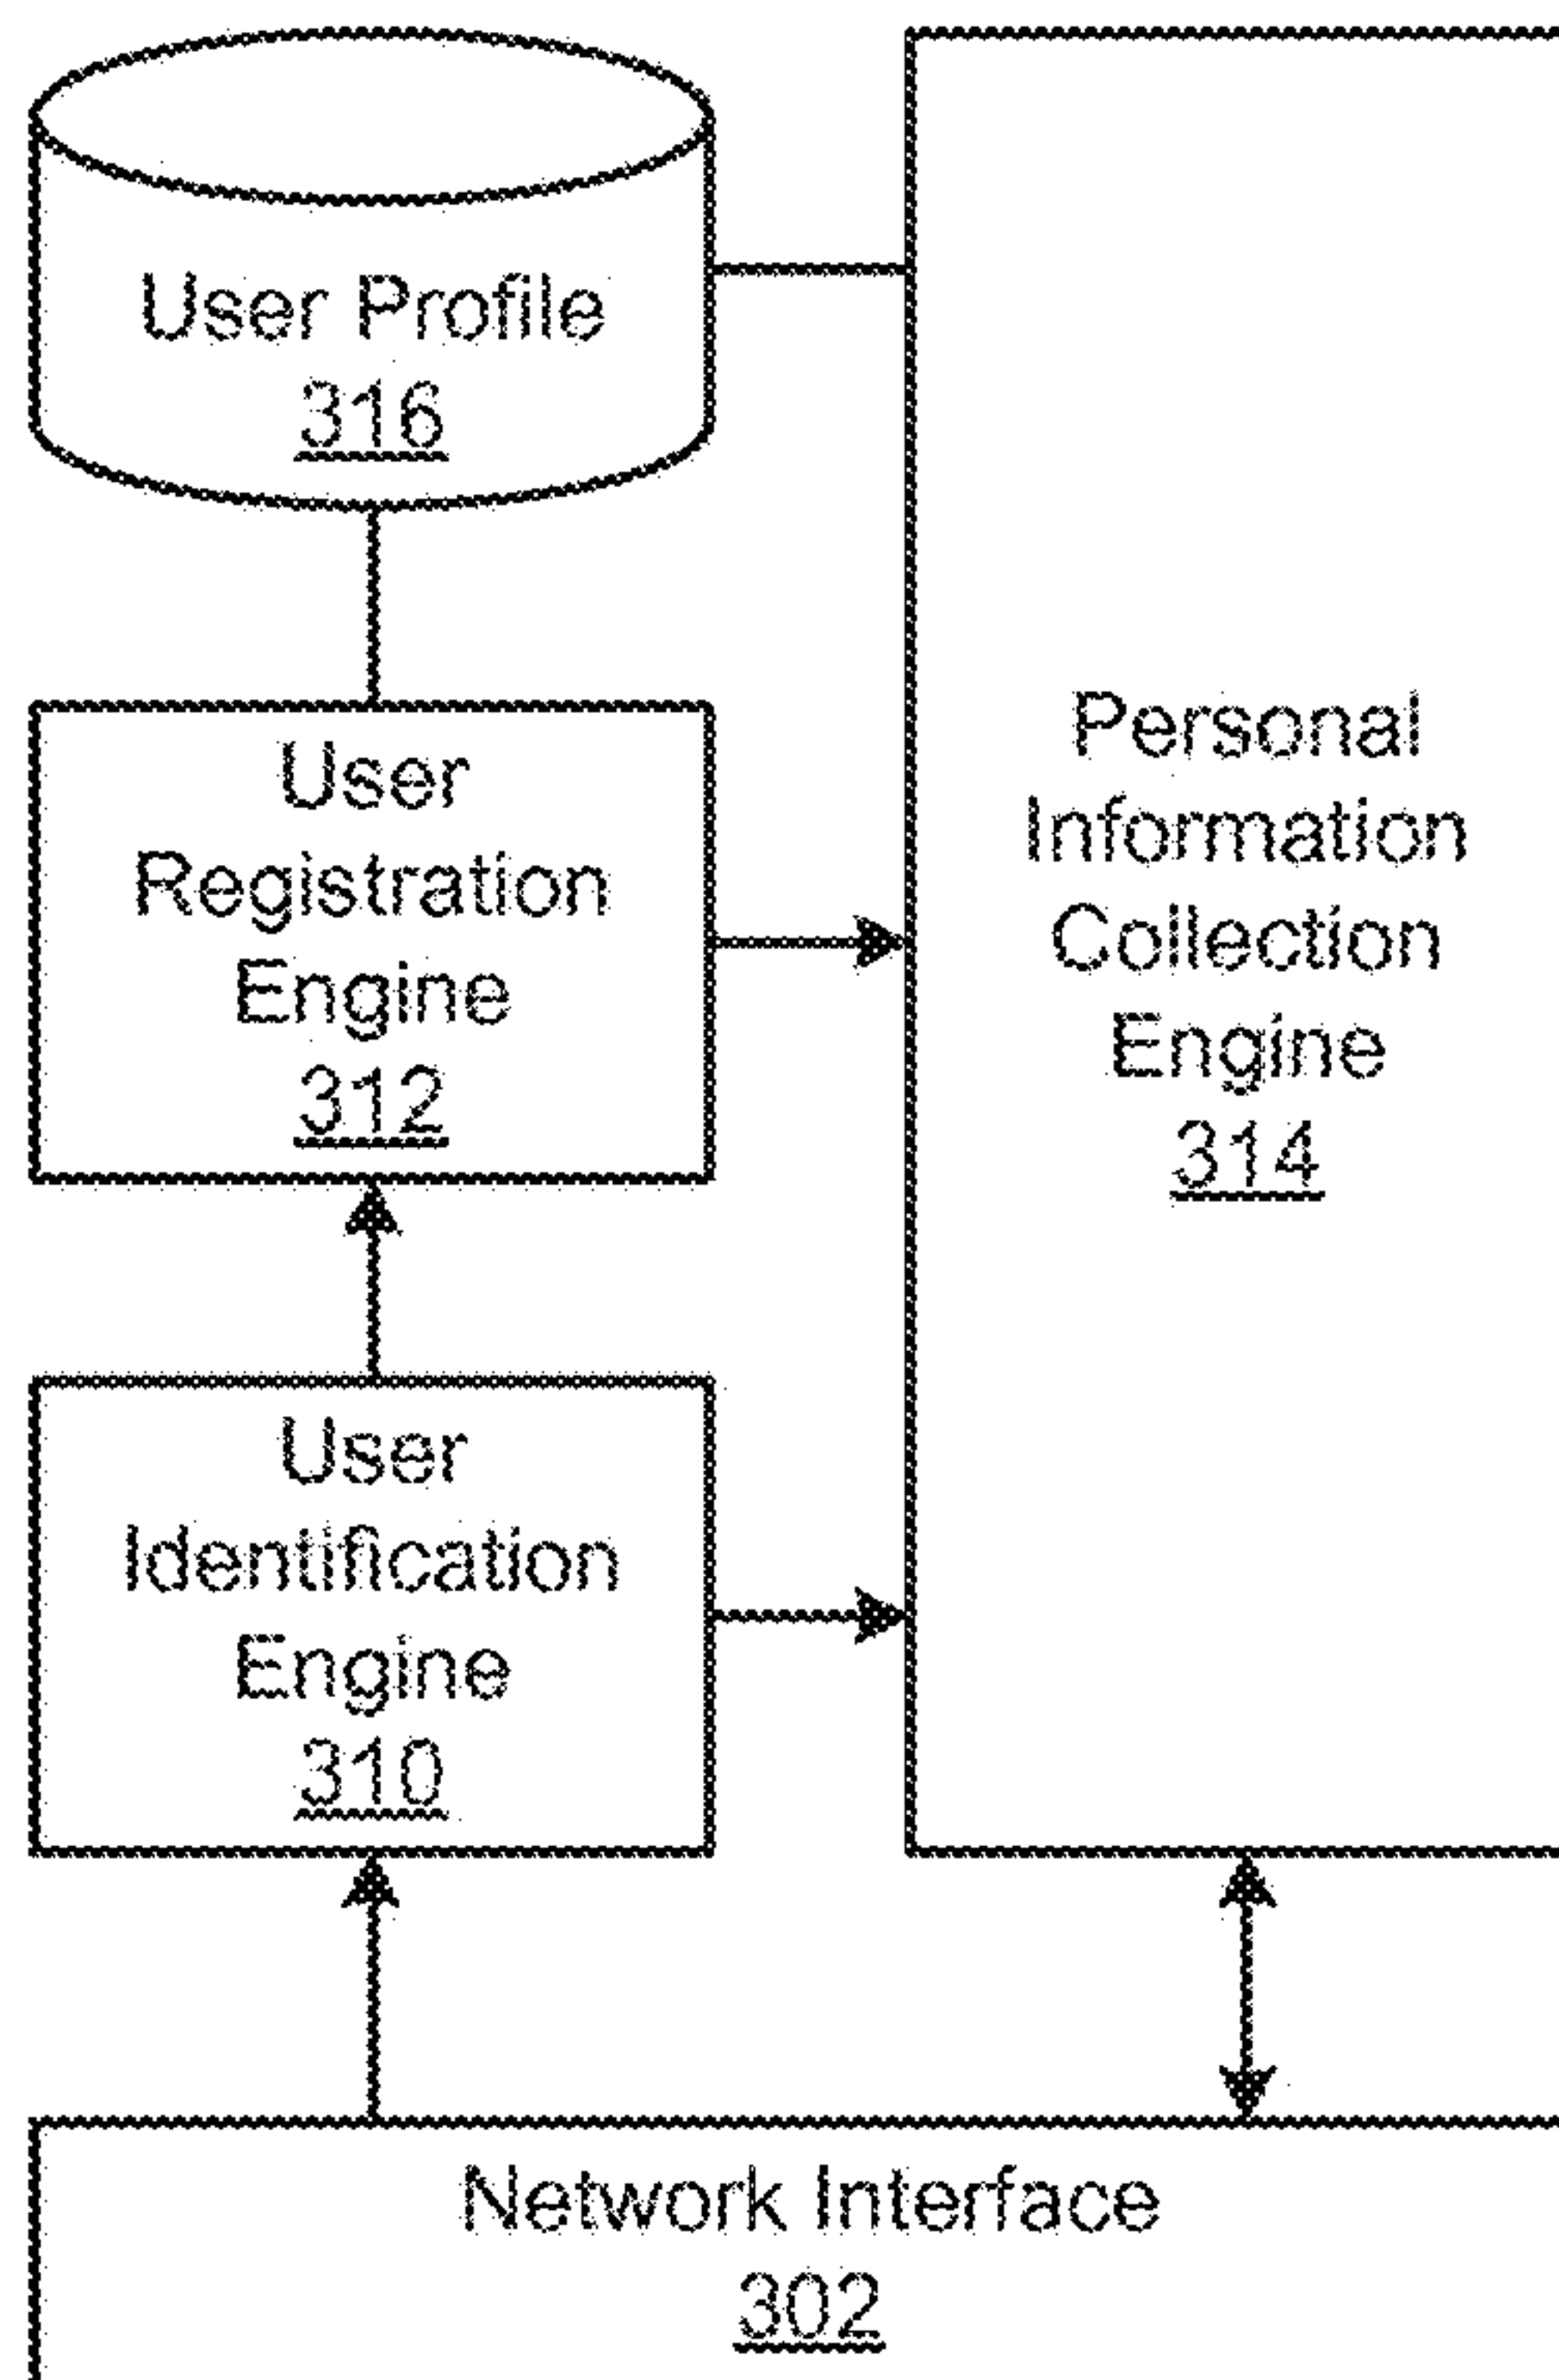 User Profile
316
User
Registration
Engine
312
Personal
Information
Collection
Engine
314
User
Identification
Engine
310
Network Interface
302